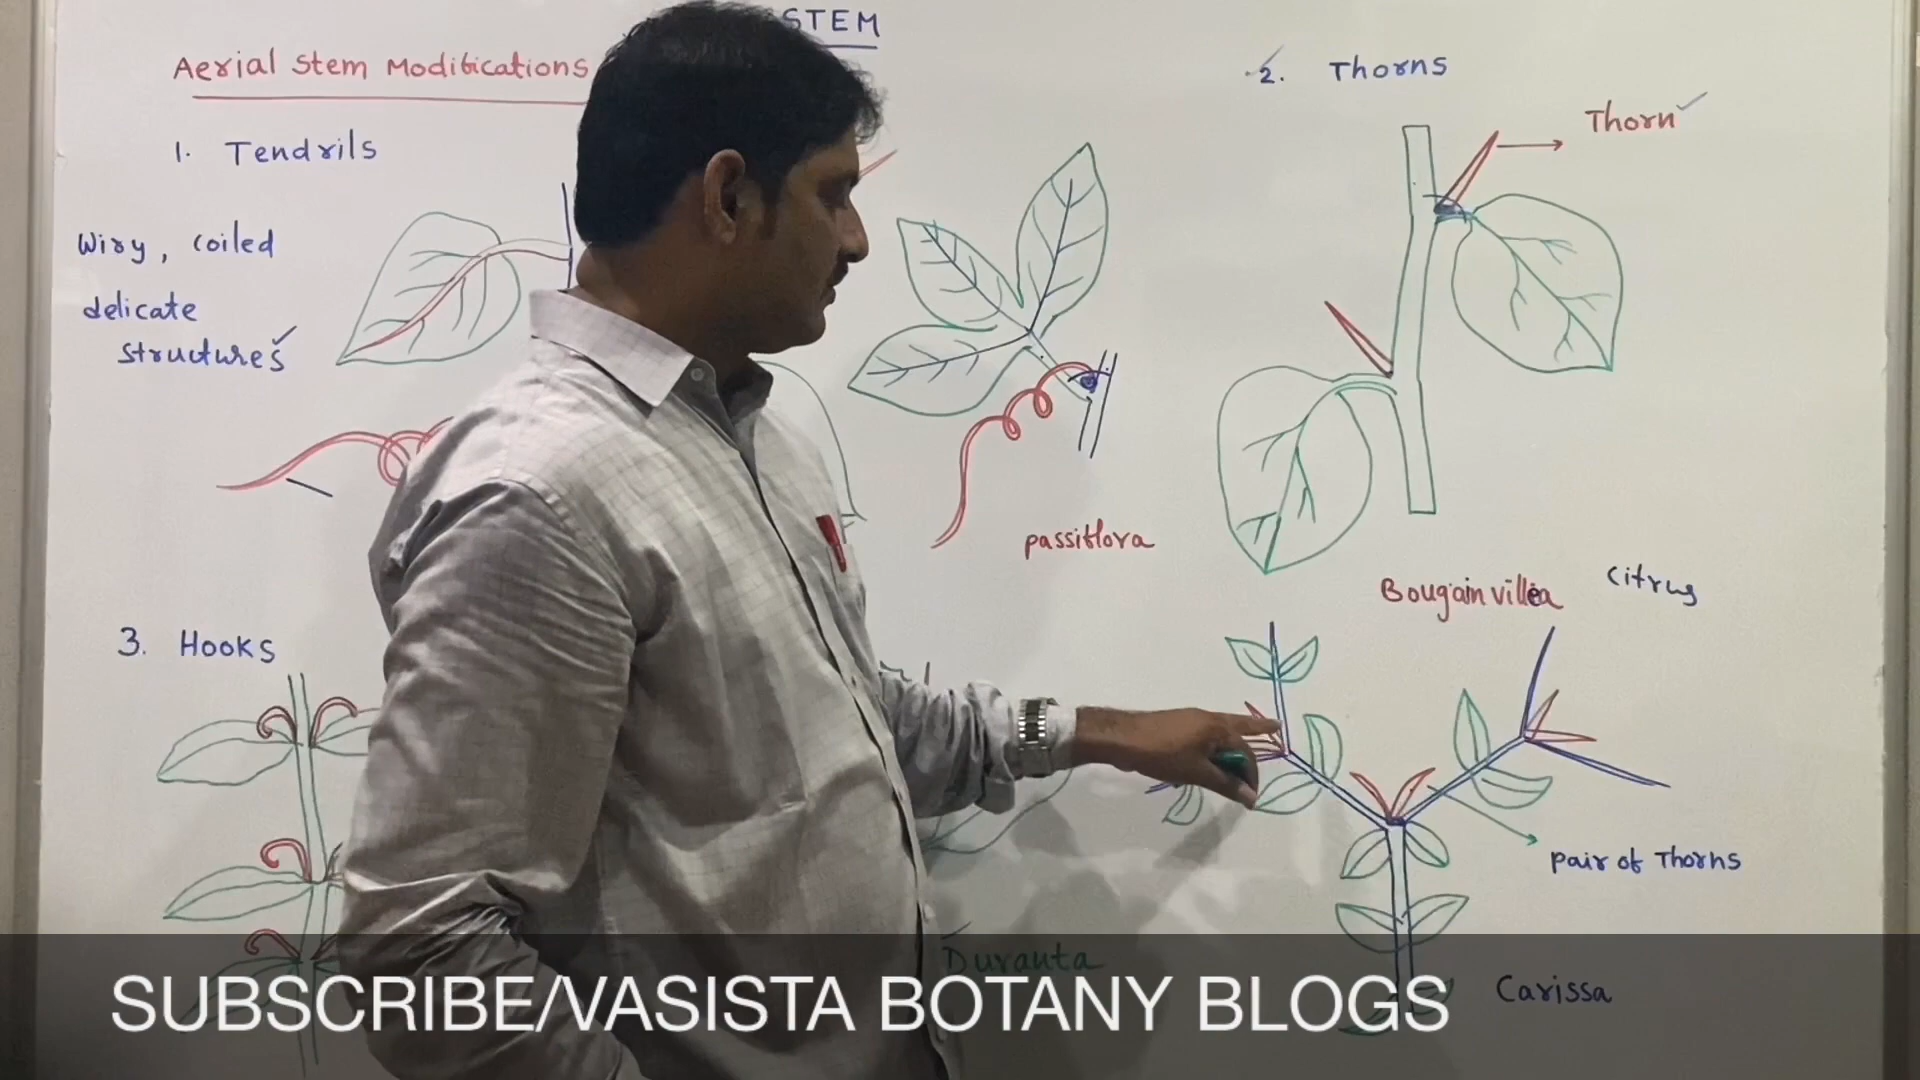 STEM
Aerial Stem Modifications
1. Tendrils
Wiry, coiled
delicate
structures
passiflora
2. Thorns
Thorn
Bougainvillea
Citrus
3. Hooks
pair of Thorns
Duranta
Carissa
SUBSCRIBE/VASISTA BOTANY BLOGS